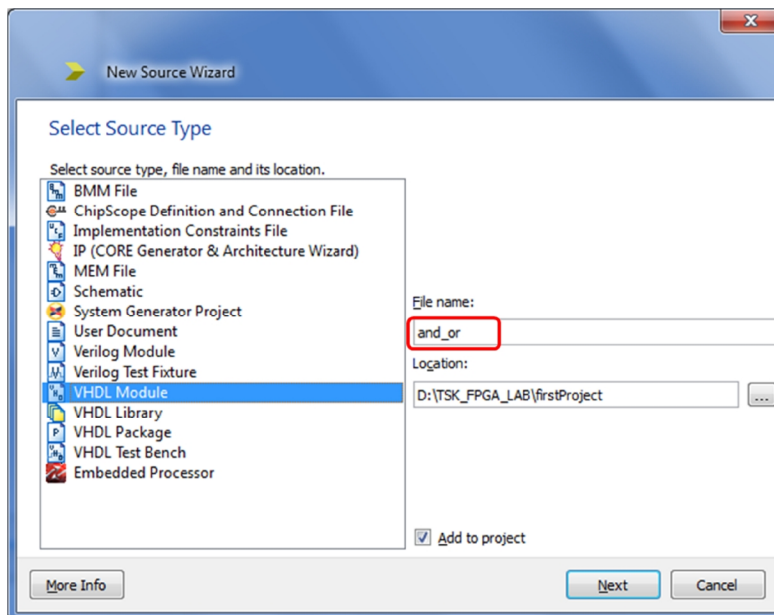 New Source Wizard
Select Source Type
Select source type, file name and its location.
BMM File
ChipScope Definition and Connection File
Implementation Constraints File
IP (CORE Generator & Architecture Wizard)
MEM File
Schematic
System Generator Project
User Document
Verilog Module
Verilog Test Fixture
VHDL Module
VHDL Library
VHDL Package
VHDL Test Bench
Embedded Processor
File name:
and_or
Location:
D:\TSK_FPGA_LAB\firstProject
...
Add to project
More Info
Next
Cancel